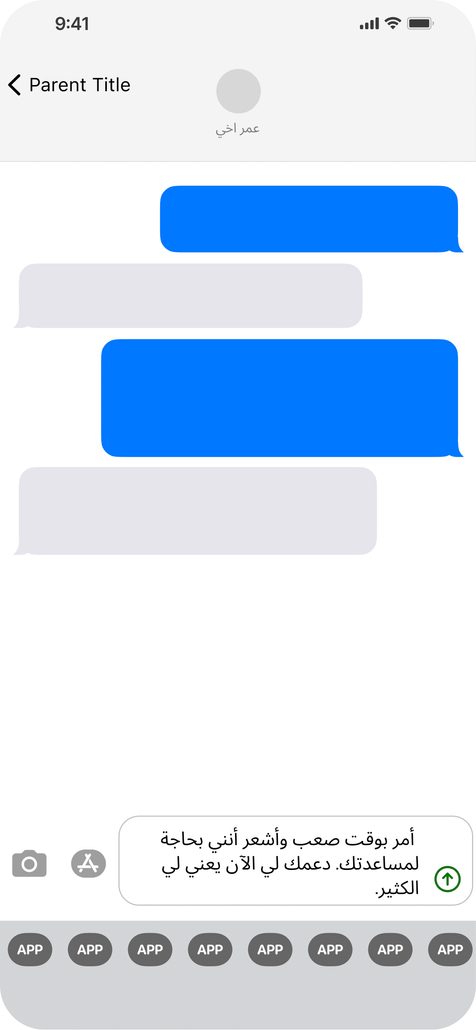 9:41
Parent Title
عمر اخي
أمر بوقت صعب وأشعر أنني بحاجة
لمساعدتك. دعمك لي الآن يعني لي
الكثير.
APP APP APP APP APP APP APP APP